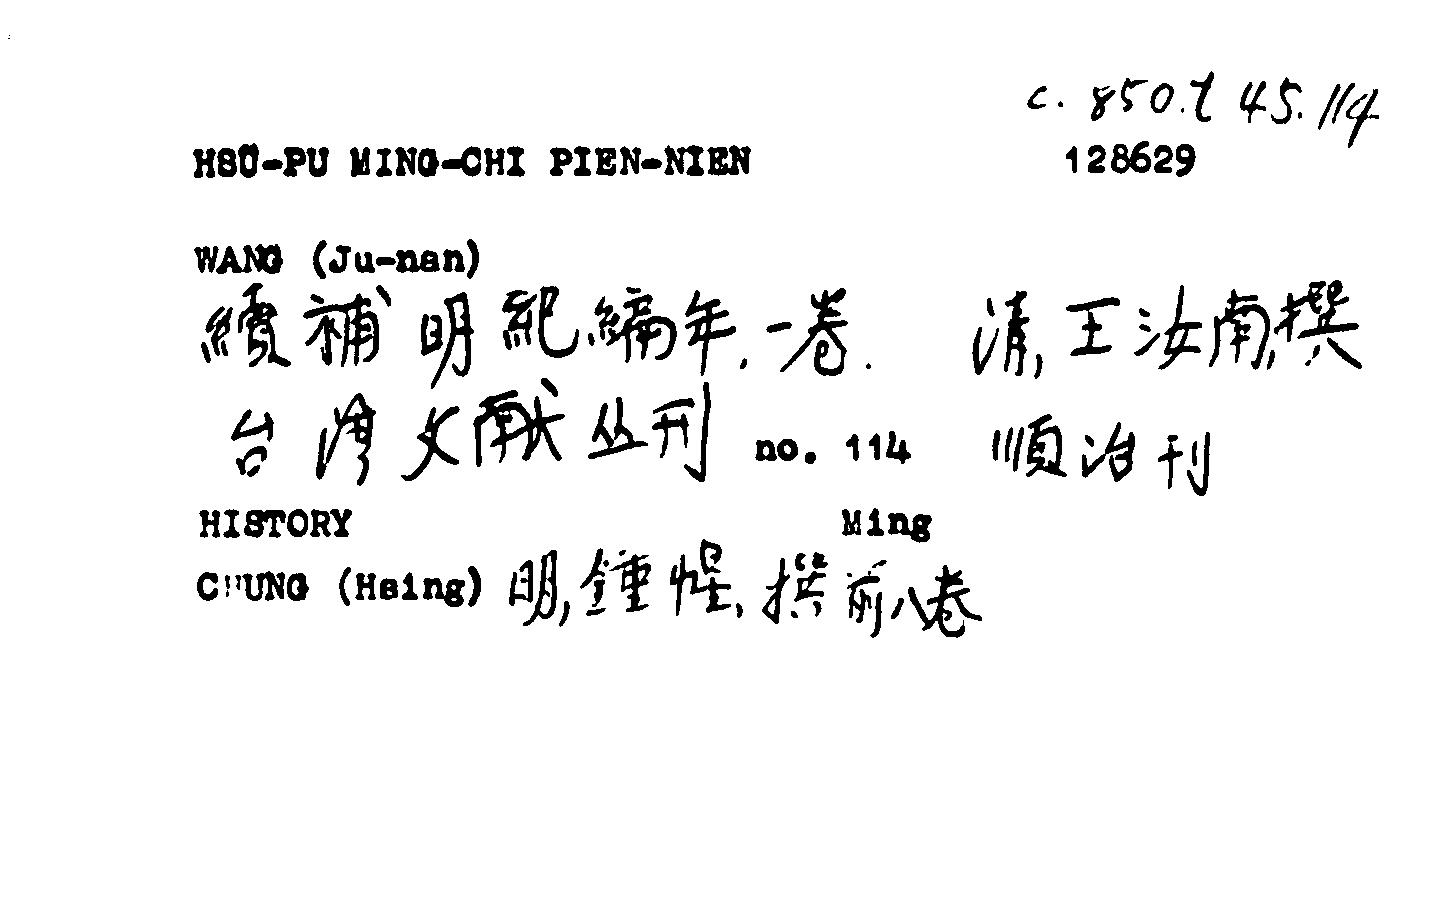 c. 850.t 45.114
HSÜ-PU MING-CHI PIEN-NIEN 128629
WANG (Ju-nan)
續補明紀編年,一卷. 清,王汝南,撰
台灣文献丛刊 no. 114 順治刊
HISTORY Ming
CHUNG (Hsing) 明,鍾惺,撰前八卷